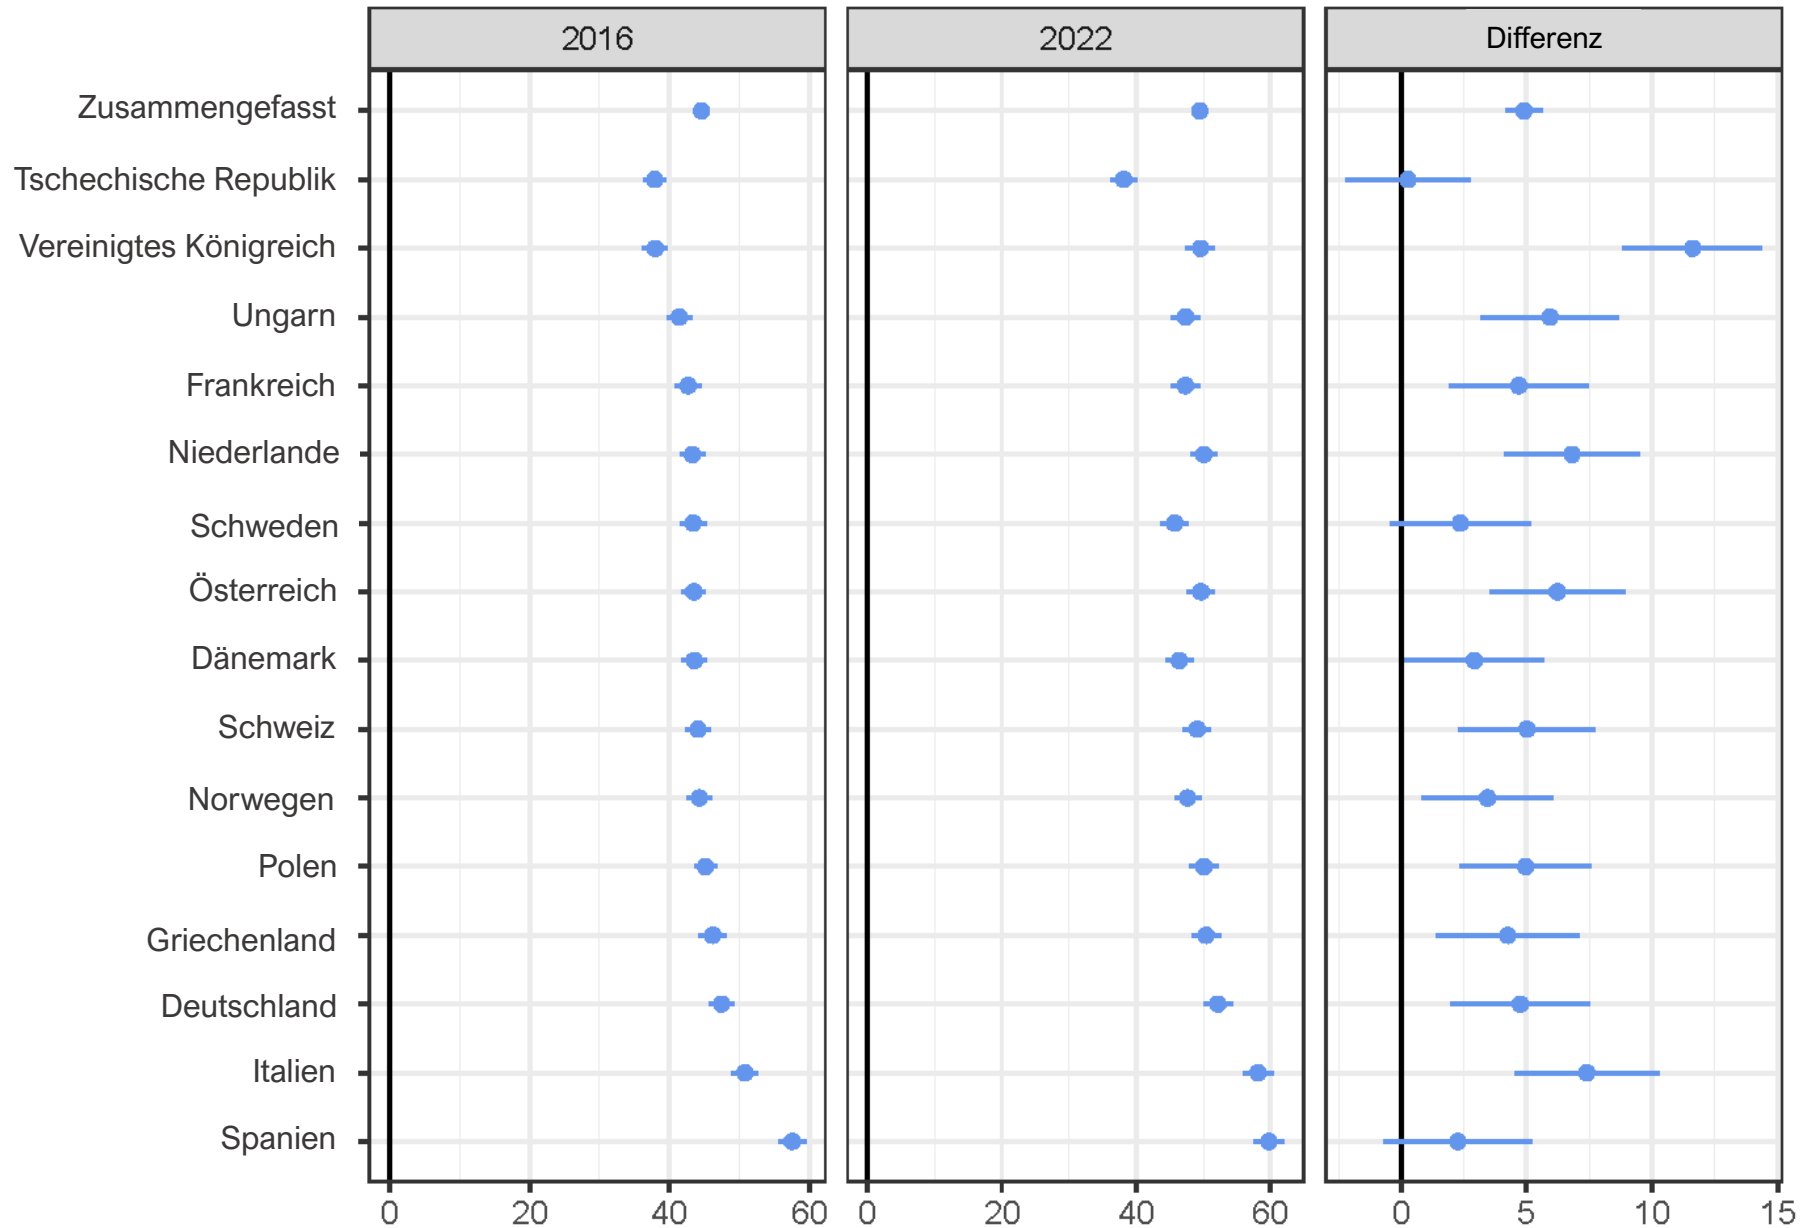 2016 2022 Differenz
Zusammengefasst
Tschechische Republik
Vereinigtes Königreich
Ungarn
Frankreich
Niederlande
Schweden
Österreich
Dänemark
Schweiz
Norwegen
Polen
Griechenland
Deutschland
Italien
Spanien
0 20 40 60 0 20 40 60 0 5 10 15